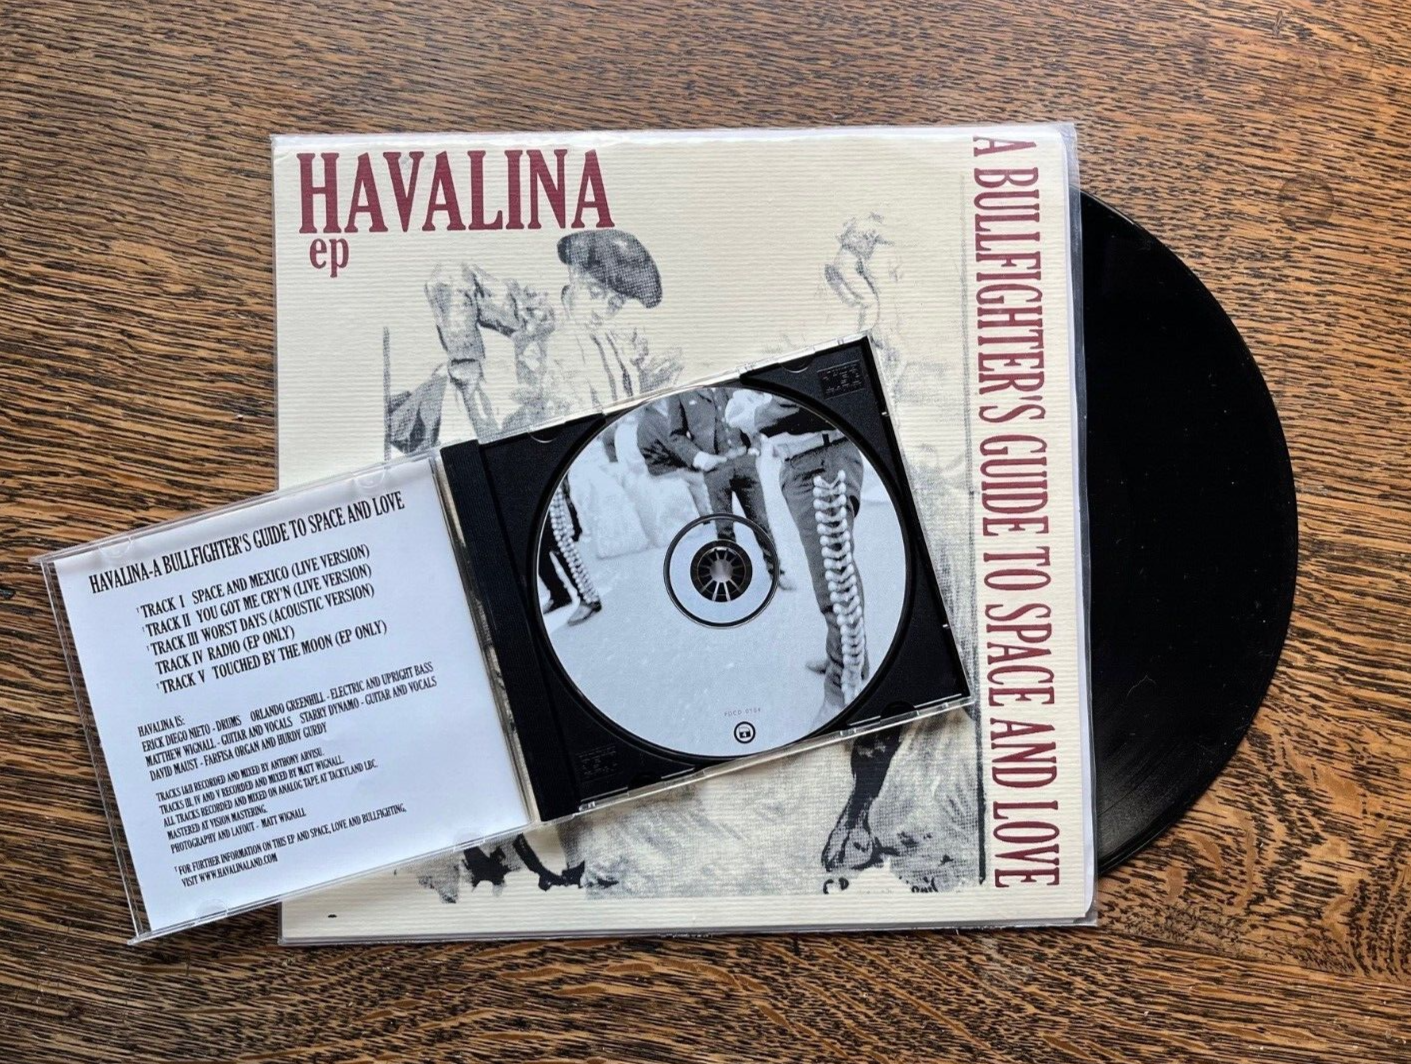 HAVALINA
ep
A BULLFIGHTER'S GUIDE TO SPACE AND LOVE
HAVALINA-A BULLFIGHTER'S GUIDE TO SPACE AND LOVE
TRACK I SPACE AND MEXICO (LIVE VERSION)
TRACK II YOU GOT ME CRY'N (LIVE VERSION)
TRACK III WORST DAYS (ACOUSTIC VERSION)
TRACK IV RADIO (EP ONLY)
TRACK V TOUCHED BY THE MOON (EP ONLY)
HAVALINA IS:
ERICK DIEGO NIETO - DRUMS ORLANDO GREENHILL - ELECTRIC AND UPRIGHT BASS
MATTHEW WIGNALL - GUITAR AND VOCALS STARKY DYNAMO - GUITAR AND VOCALS
DAVID MAUST - FARFISA ORGAN AND HURDY GURDY
TRACKS I&II RECORDED AND MIXED BY ANTHONY ARVISU.
TRACKS III, IV AND V RECORDED AND MIXED BY MATT WIGNALL.
ALL TRACKS RECORDED AND MIXED ON ANALOG TAPE AT TACKYLAND LBC.
MASTERED AT VISION MASTERING.
PHOTOGRAPHY AND LAYOUT - MATT WIGNALL
FOR FURTHER INFORMATION ON THIS EP AND SPACE, LOVE AND BULLFIGHTING,
VISIT WWW.HAVALINALAND.COM